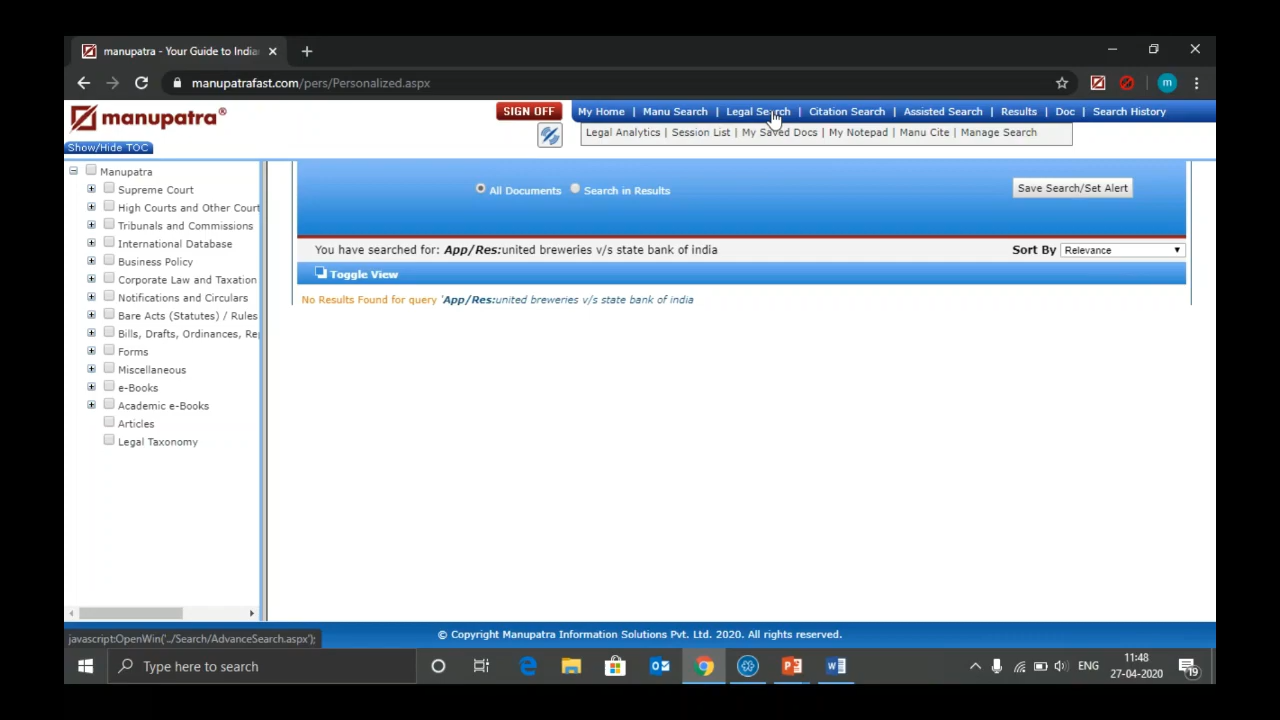 manupatra - Your Guide to India
manupatrafast.com/pers/Personalized.aspx
m
manupatra®
SIGN OFF
My Home | Manu Search | Legal Search | Citation Search | Assisted Search | Results | Doc | Search History
Legal Analytics | Session List | My Saved Docs | My Notepad | Manu Cite | Manage Search
Show/Hide TOC
Manupatra
Supreme Court
High Courts and Other Court
Tribunals and Commissions
International Database
Business Policy
Corporate Law and Taxation
Notifications and Circulars
Bare Acts (Statutes) / Rules
Bills, Drafts, Ordinances, Re
Forms
Miscellaneous
e-Books
Academic e-Books
Articles
Legal Taxonomy
All Documents Search in Results
Save Search/Set Alert
You have searched for: App/Res:united breweries v/s state bank of india
Sort By Relevance
Toggle View
No Results Found for query 'App/Res:united breweries v/s state bank of india
javascript:OpenWin('../Search/AdvanceSearch.aspx');
© Copyright Manupatra Information Solutions Pvt. Ltd. 2020. All rights reserved.
Type here to search
ENG
11:48
27-04-2020
19